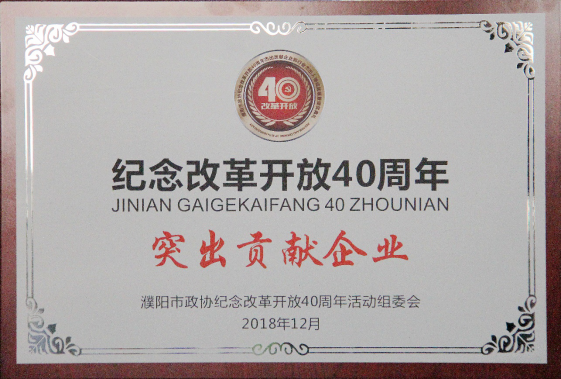 40
改革开放
纪念改革开放40周年
JINIAN GAIGEKAIFANG 40 ZHOUNIAN
突出贡献企业
濮阳市政协纪念改革开放40周年活动组委会
2018年12月